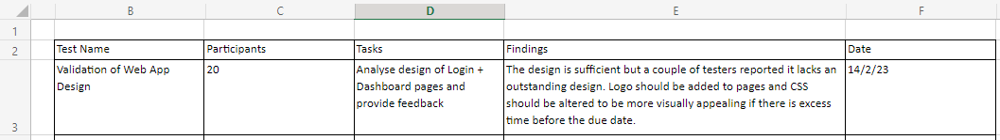 B C D E F
1
2 Test Name Participants Tasks Findings Date
Validation of Web App 20 Analyse design of Login + The design is sufficient but a couple of testers reported it lacks an 14/2/23
Design Dashboard pages and outstanding design. Logo should be added to pages and CSS
provide feedback should be altered to be more visually appealing if there is excess
3 time before the due date.